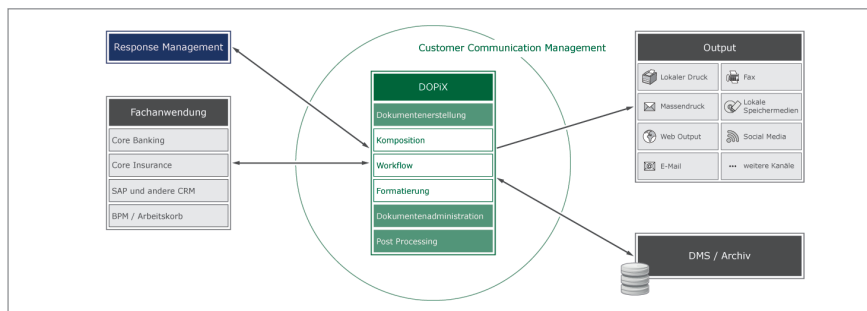 Response Management
Customer Communication Management
Fachanwendung
Core Banking
Core Insurance
SAP und andere CRM
BPM / Arbeitskorb
DOPiX
Dokumentenerstellung
Komposition
Workflow
Formatierung
Dokumentenadministration
Post Processing
Output
Lokaler Druck
Fax
Massendruck
Lokale
Speichermedien
Web Output
Social Media
E-Mail
weitere Kanäle
DMS / Archiv